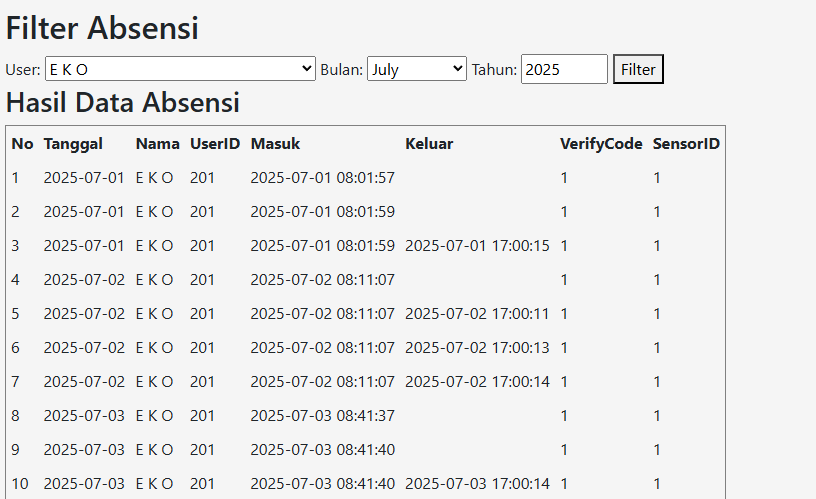 Filter Absensi
User: E K O Bulan: July Tahun: 2025 Filter
Hasil Data Absensi
No Tanggal Nama UserID Masuk Keluar VerifyCode SensorID
1 2025-07-01 E K O 201 2025-07-01 08:01:57 1 1
2 2025-07-01 E K O 201 2025-07-01 08:01:59 1 1
3 2025-07-01 E K O 201 2025-07-01 08:01:59 2025-07-01 17:00:15 1 1
4 2025-07-02 E K O 201 2025-07-02 08:11:07 1 1
5 2025-07-02 E K O 201 2025-07-02 08:11:07 2025-07-02 17:00:11 1 1
6 2025-07-02 E K O 201 2025-07-02 08:11:07 2025-07-02 17:00:13 1 1
7 2025-07-02 E K O 201 2025-07-02 08:11:07 2025-07-02 17:00:14 1 1
8 2025-07-03 E K O 201 2025-07-03 08:41:37 1 1
9 2025-07-03 E K O 201 2025-07-03 08:41:40 1 1
10 2025-07-03 E K O 201 2025-07-03 08:41:40 2025-07-03 17:00:14 1 1